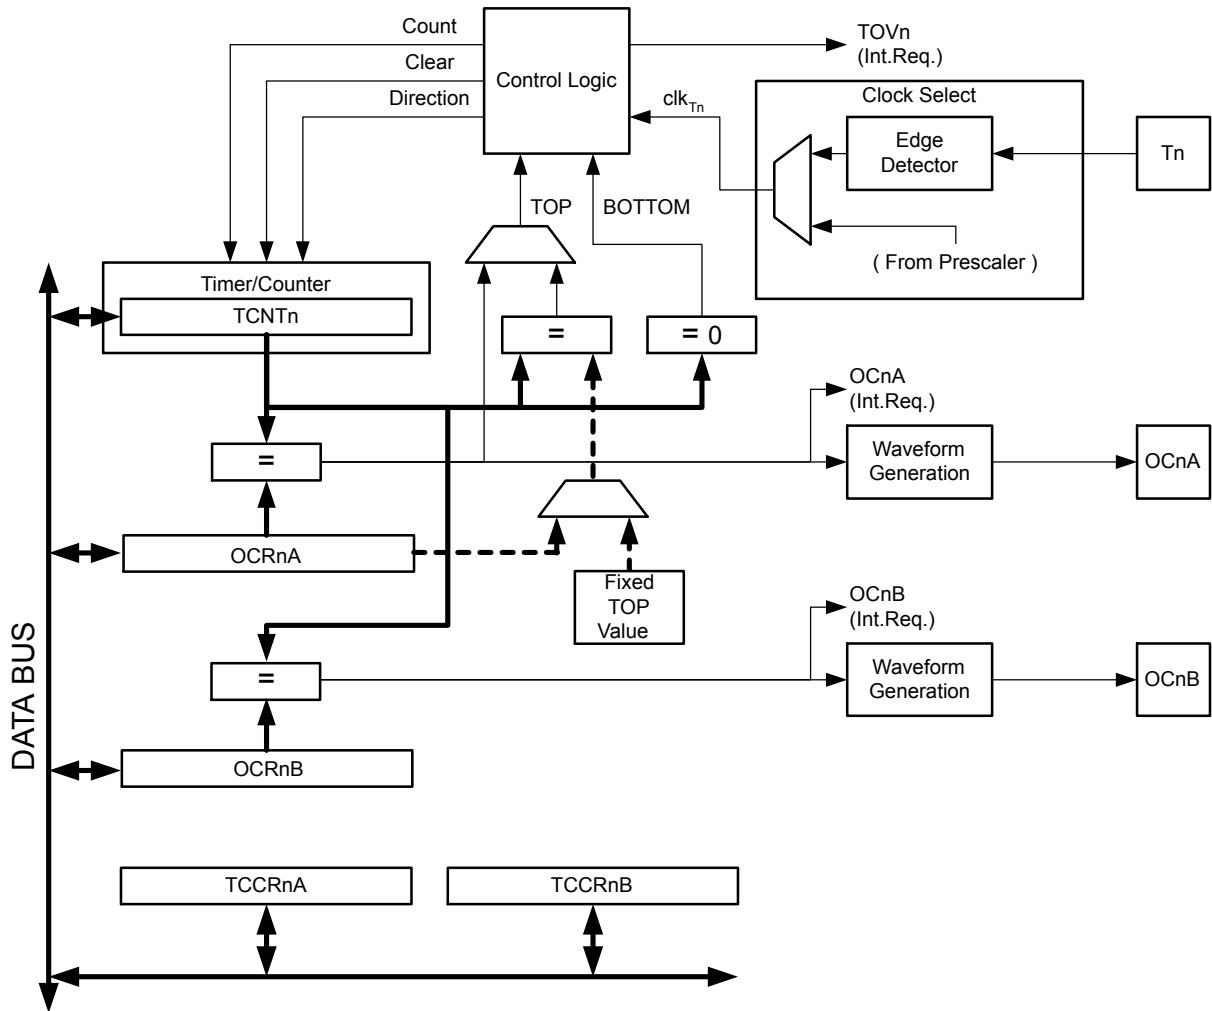 Count
TOVn
(Int.Req.)
Clear
Control Logic
Clock Select
Direction
clkTn
Edge
Detector
Tn
TOP
BOTTOM
( From Prescaler )
Timer/Counter
TCNTn
=
= 0
OCnA
(Int.Req.)
=
Waveform
Generation
OCnA
OCRnA
Fixed
TOP
Value
OCnB
(Int.Req.)
=
Waveform
Generation
OCnB
DATA BUS
OCRnB
TCCRnA
TCCRnB